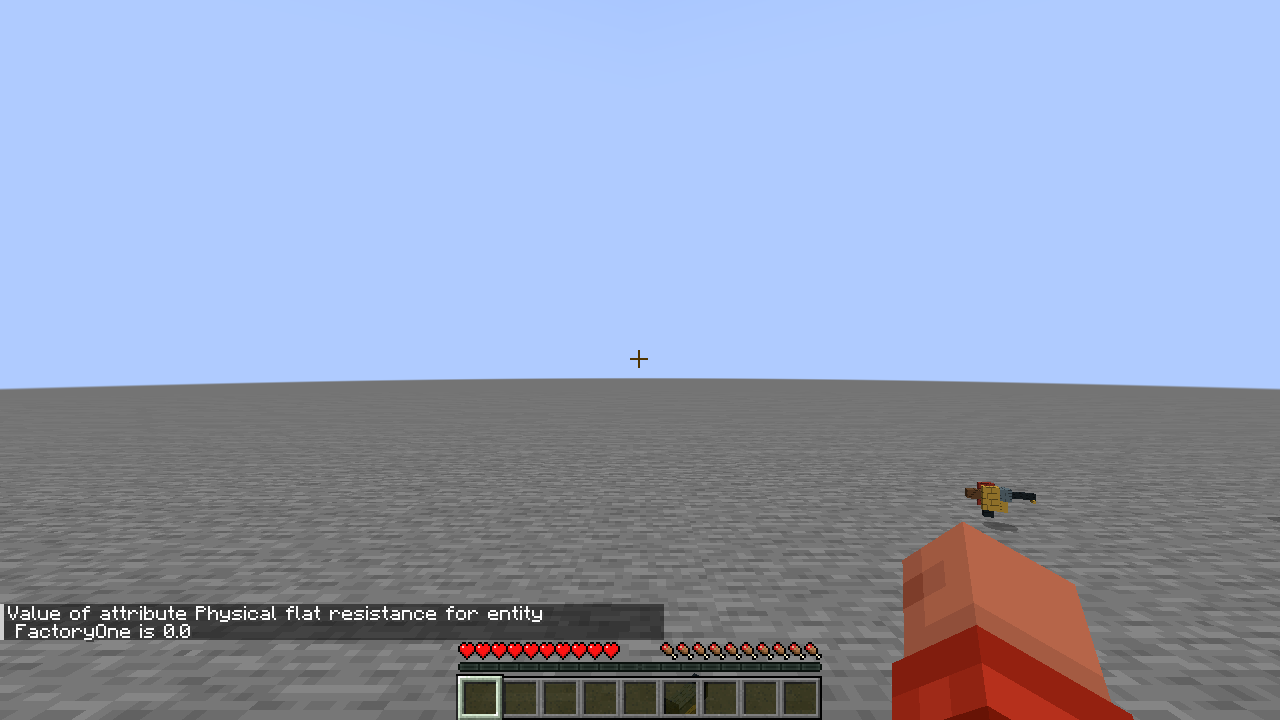 Value of attribute Physical flat resistance for entity
FactoryOne is 0.0